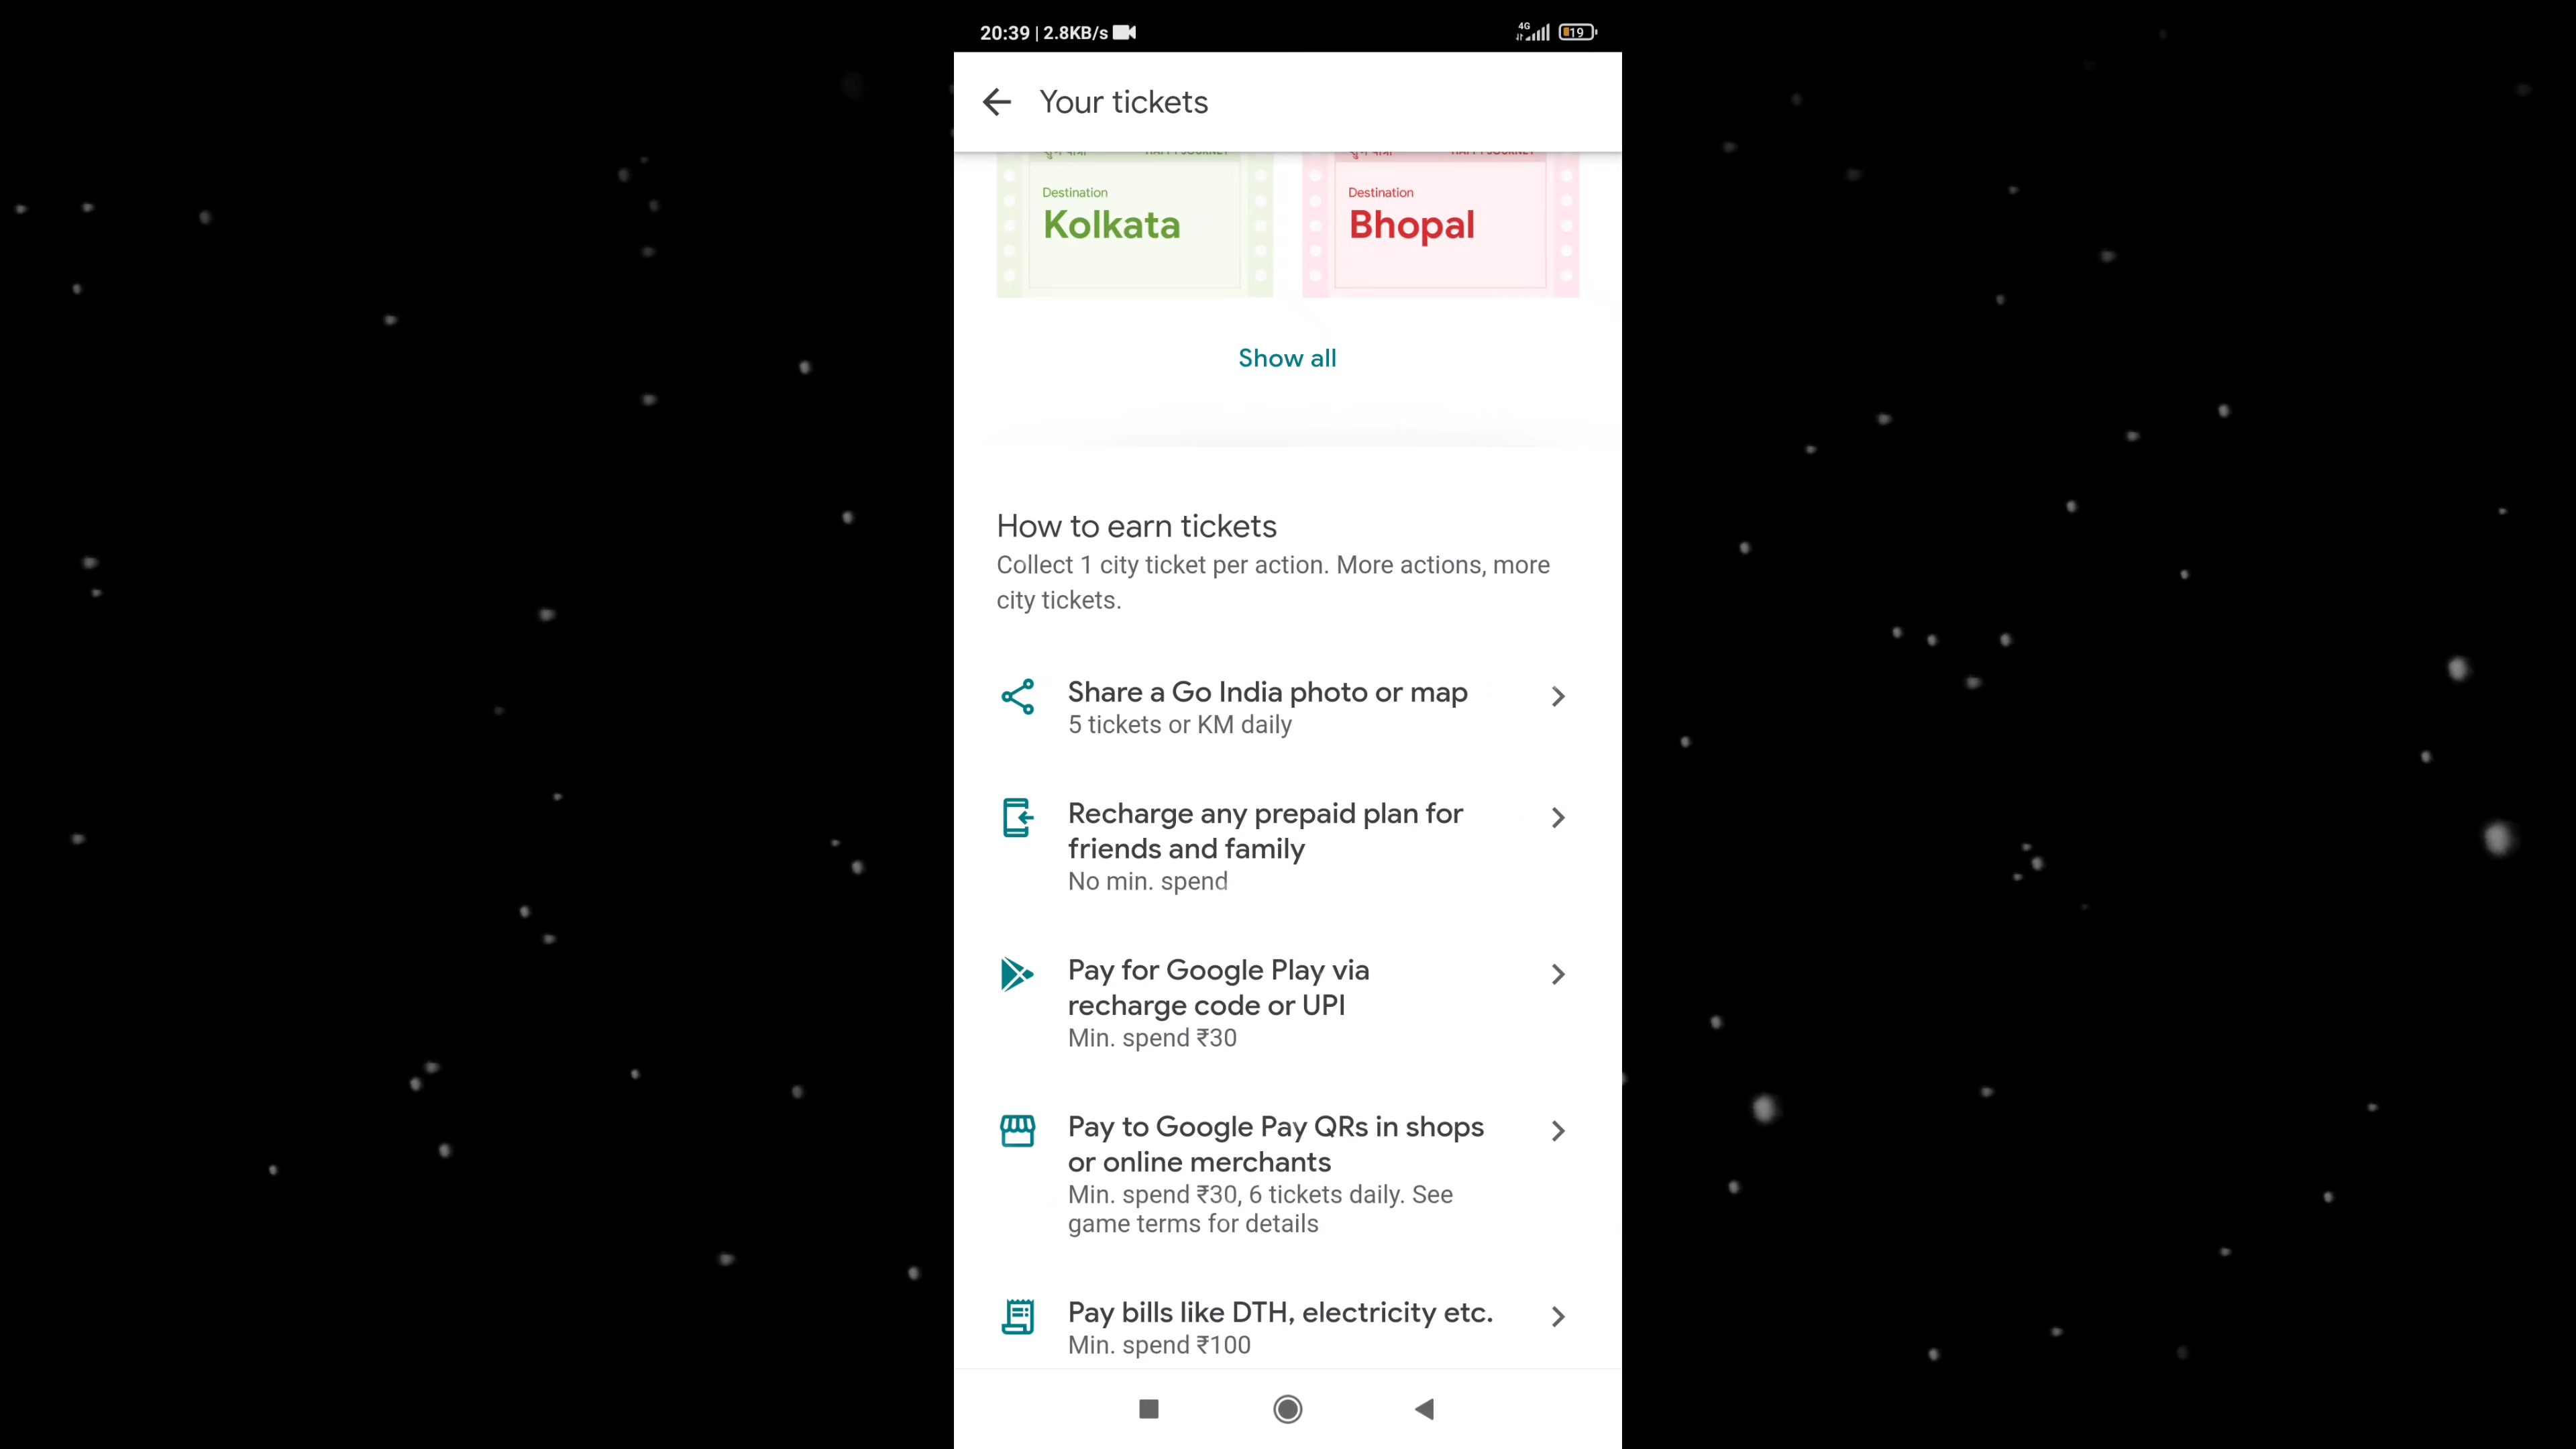 20:39 | 2.8KB/s
4G
19
Your tickets
Destination
Kolkata
Destination
Bhopal
Show all
How to earn tickets
Collect 1 city ticket per action. More actions, more
city tickets.
Share a Go India photo or map
5 tickets or KM daily
Recharge any prepaid plan for
friends and family
No min. spend
Pay for Google Play via
recharge code or UPI
Min. spend ₹30
Pay to Google Pay QRs in shops
or online merchants
Min. spend ₹30, 6 tickets daily. See
game terms for details
Pay bills like DTH, electricity etc.
Min. spend ₹100